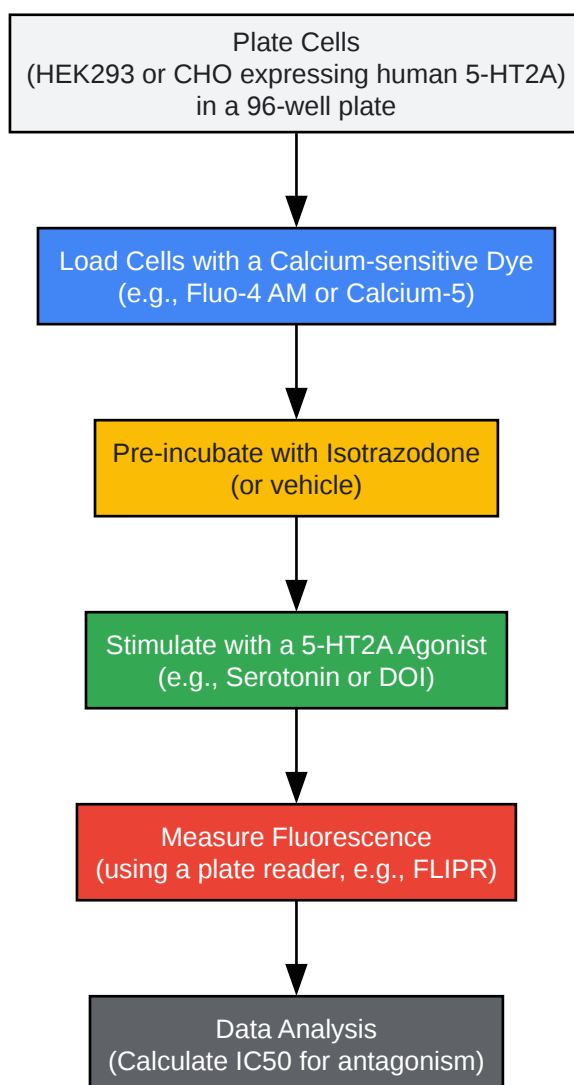 Plate Cells
(HEK293 or CHO expressing human 5-HT2A)
in a 96-well plate
Load Cells with a Calcium-sensitive Dye
(e.g., Fluo-4 AM or Calcium-5)
Pre-incubate with Isotrazodone
(or vehicle)
Stimulate with a 5-HT2A Agonist
(e.g., Serotonin or DOI)
Measure Fluorescence
(using a plate reader, e.g., FLIPR)
Data Analysis
(Calculate IC50 for antagonism)